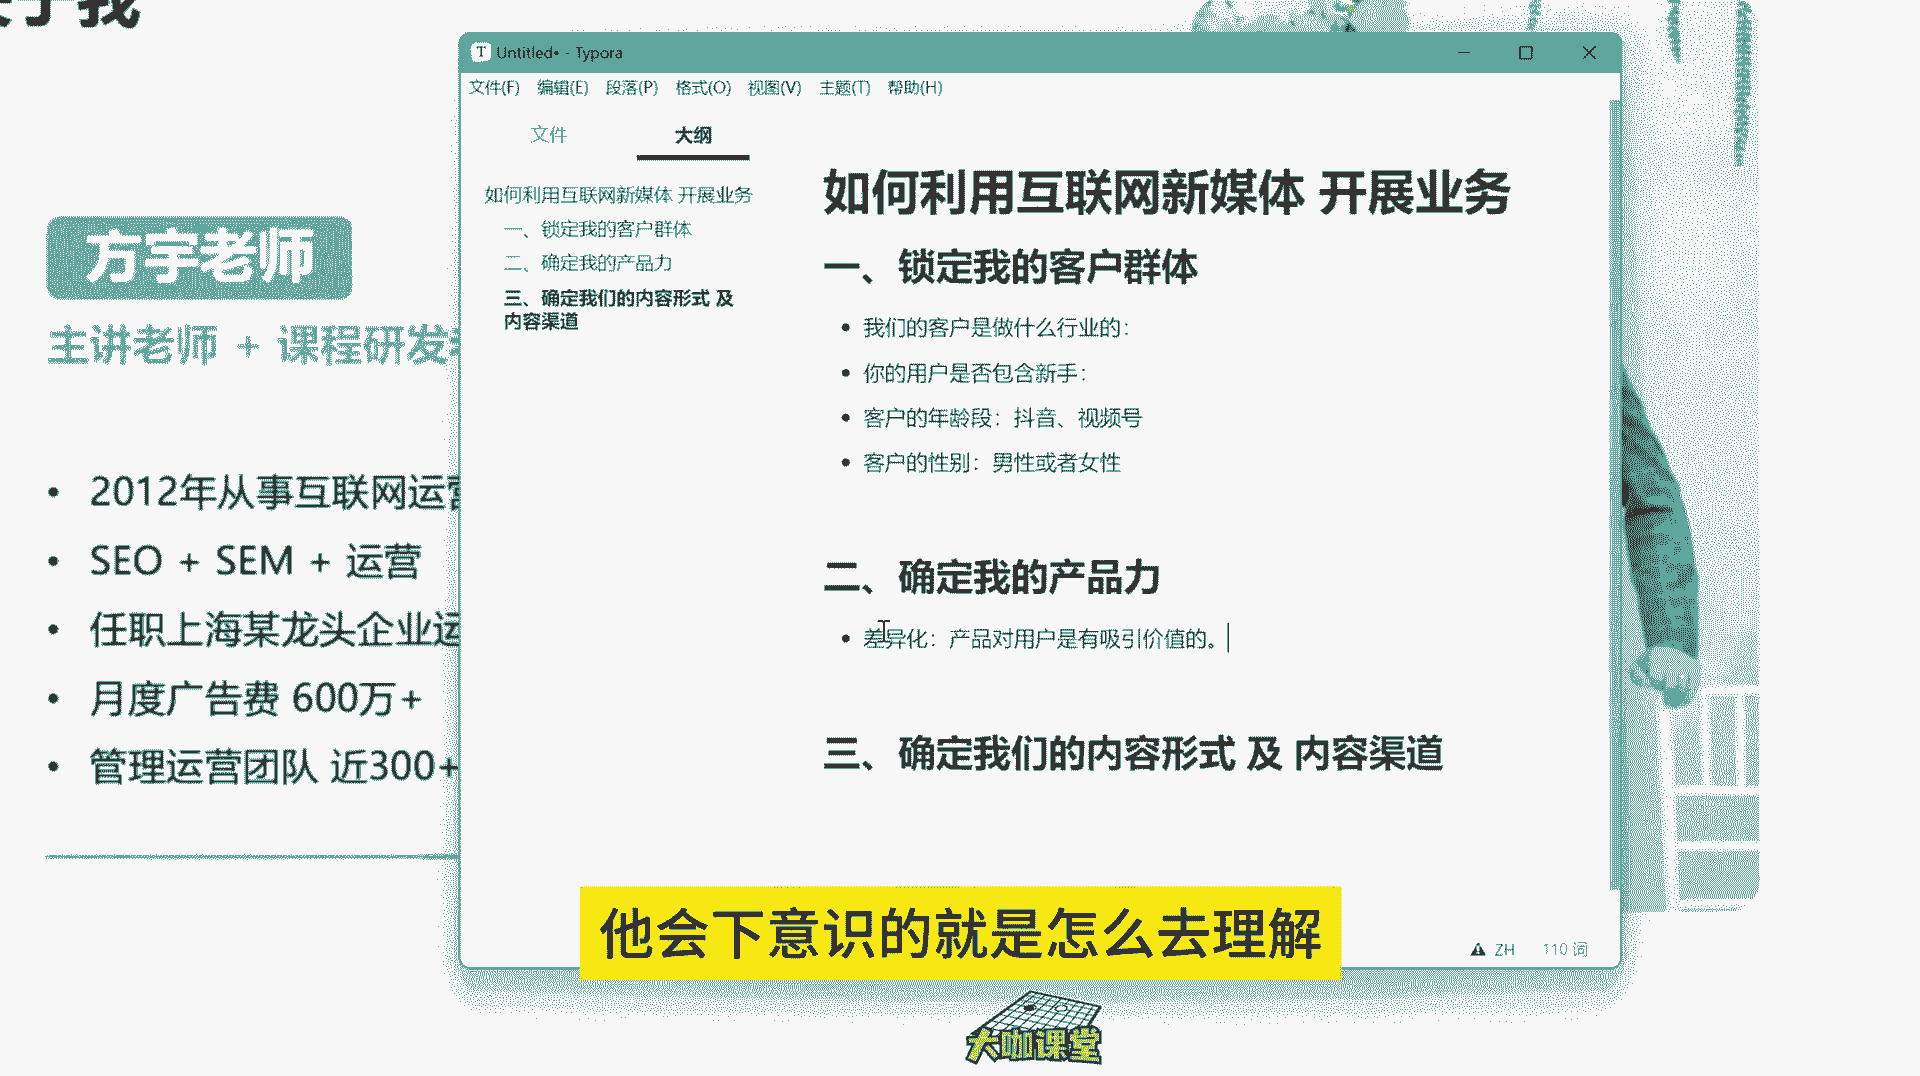 关于我
方宇老师
主讲老师 + 课程研发
2012年从事互联网运营
SEO + SEM + 运营
任职上海某龙头企业运
月度广告费 600万+
管理运营团队 近300+
Untitled• - Typora
文件(F) 编辑(E) 段落(P) 格式(O) 视图(V) 主题(T) 帮助(H)
文件 大纲
如何利用互联网新媒体 开展业务
一、锁定我的客户群体
二、确定我的产品力
三、确定我们的内容形式 及
内容渠道
如何利用互联网新媒体 开展业务
一、锁定我的客户群体
我们的客户是做什么行业的:
你的用户是否包含新手:
客户的年龄段: 抖音、视频号
客户的性别: 男性或者女性
二、确定我的产品力
差异化: 产品对用户是有吸引价值的。
三、确定我们的内容形式 及 内容渠道
ZH 110 词
他会下意识的就是怎么去理解
大咖课堂